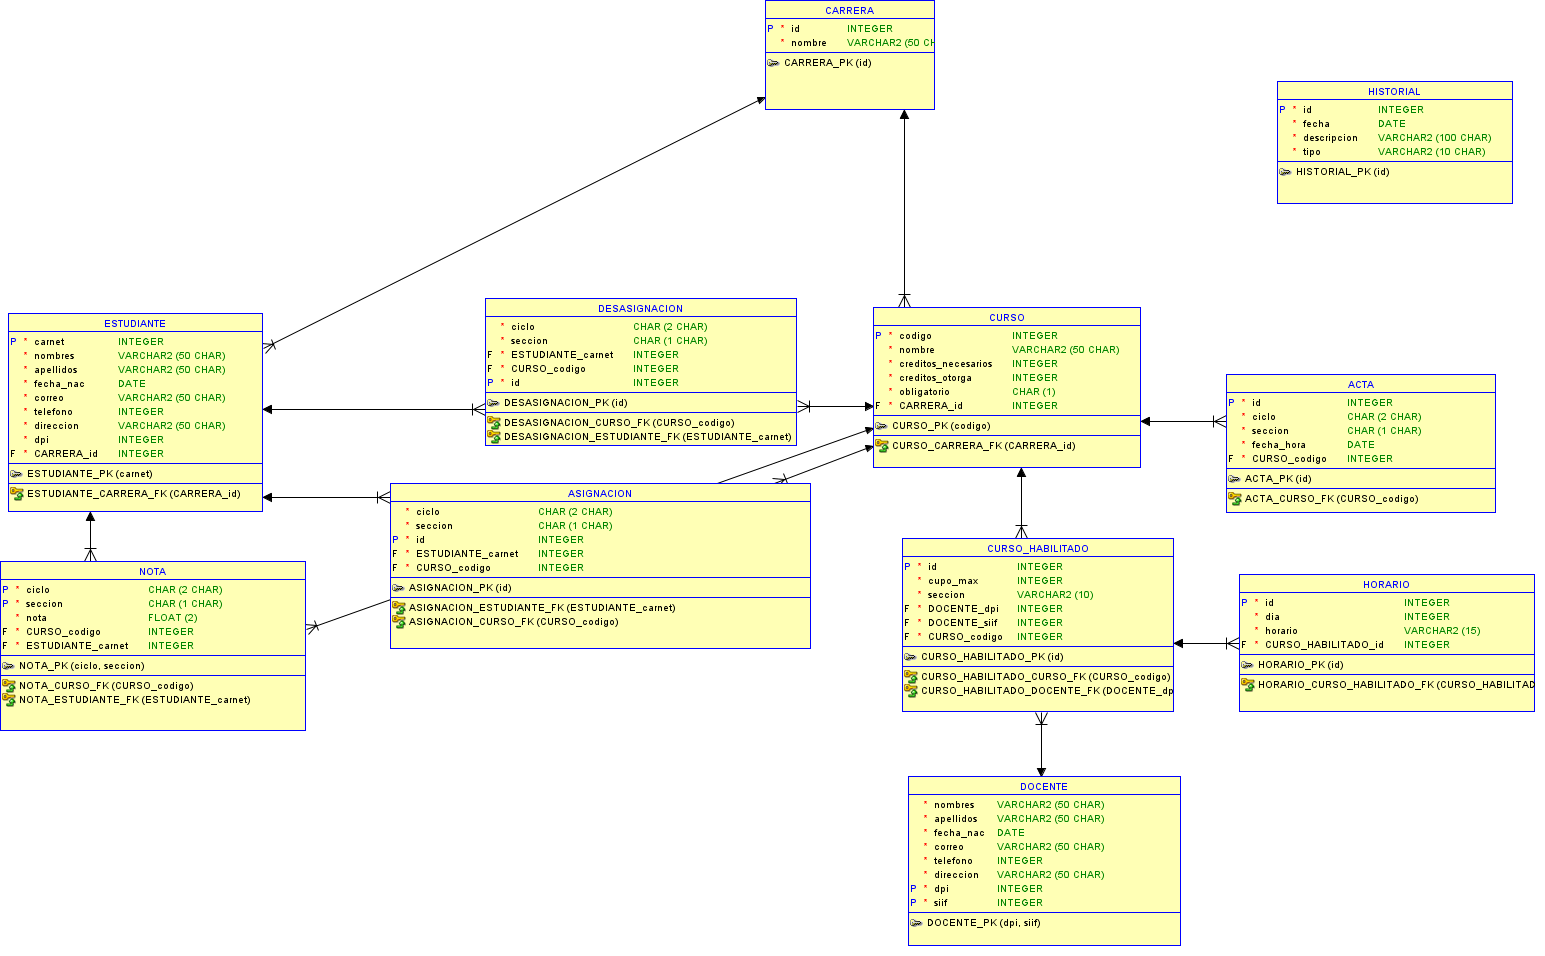 CARRERA
P * id INTEGER
* nombre VARCHAR2 (50 CH
CARRERA_PK (id)
HISTORIAL
P * id INTEGER
* fecha DATE
* descripcion VARCHAR2 (100 CHAR)
* tipo VARCHAR2 (10 CHAR)
HISTORIAL_PK (id)
ESTUDIANTE
P * carnet INTEGER
* nombres VARCHAR2 (50 CHAR)
* apellidos VARCHAR2 (50 CHAR)
* fecha_nac DATE
* correo VARCHAR2 (50 CHAR)
* telefono INTEGER
* direccion VARCHAR2 (50 CHAR)
* dpi INTEGER
F * CARRERA_id INTEGER
ESTUDIANTE_PK (carnet)
ESTUDIANTE_CARRERA_FK (CARRERA_id)
DESASIGNACION
* ciclo CHAR (2 CHAR)
* seccion CHAR (1 CHAR)
F * ESTUDIANTE_carnet INTEGER
F * CURSO_codigo INTEGER
P * id INTEGER
DESASIGNACION_PK (id)
DESASIGNACION_CURSO_FK (CURSO_codigo)
DESASIGNACION_ESTUDIANTE_FK (ESTUDIANTE_carnet)
CURSO
P * codigo INTEGER
* nombre VARCHAR2 (50 CHAR)
* creditos_necesarios INTEGER
* creditos_otorga INTEGER
* obligatorio CHAR (1)
F * CARRERA_id INTEGER
CURSO_PK (codigo)
CURSO_CARRERA_FK (CARRERA_id)
ACTA
P * id INTEGER
* ciclo CHAR (2 CHAR)
* seccion CHAR (1 CHAR)
* fecha_hora DATE
F * CURSO_codigo INTEGER
ACTA_PK (id)
ACTA_CURSO_FK (CURSO_codigo)
ASIGNACION
* ciclo CHAR (2 CHAR)
* seccion CHAR (1 CHAR)
P * id INTEGER
F * ESTUDIANTE_carnet INTEGER
F * CURSO_codigo INTEGER
ASIGNACION_PK (id)
ASIGNACION_ESTUDIANTE_FK (ESTUDIANTE_carnet)
ASIGNACION_CURSO_FK (CURSO_codigo)
NOTA
P * ciclo CHAR (2 CHAR)
P * seccion CHAR (1 CHAR)
* nota FLOAT (2)
F * CURSO_codigo INTEGER
F * ESTUDIANTE_carnet INTEGER
NOTA_PK (ciclo, seccion)
NOTA_CURSO_FK (CURSO_codigo)
NOTA_ESTUDIANTE_FK (ESTUDIANTE_carnet)
CURSO_HABILITADO
P * id INTEGER
* cupo_max INTEGER
* seccion VARCHAR2 (10)
F * DOCENTE_dpi INTEGER
F * DOCENTE_siif INTEGER
F * CURSO_codigo INTEGER
CURSO_HABILITADO_PK (id)
CURSO_HABILITADO_CURSO_FK (CURSO_codigo)
CURSO_HABILITADO_DOCENTE_FK (DOCENTE_dp
HORARIO
P * id INTEGER
* dia INTEGER
* horario VARCHAR2 (15)
F * CURSO_HABILITADO_id INTEGER
HORARIO_PK (id)
HORARIO_CURSO_HABILITADO_FK (CURSO_HABILITAD
DOCENTE
* nombres VARCHAR2 (50 CHAR)
* apellidos VARCHAR2 (50 CHAR)
* fecha_nac DATE
* correo VARCHAR2 (50 CHAR)
* telefono INTEGER
* direccion VARCHAR2 (50 CHAR)
P * dpi INTEGER
P * siif INTEGER
DOCENTE_PK (dpi, siif)